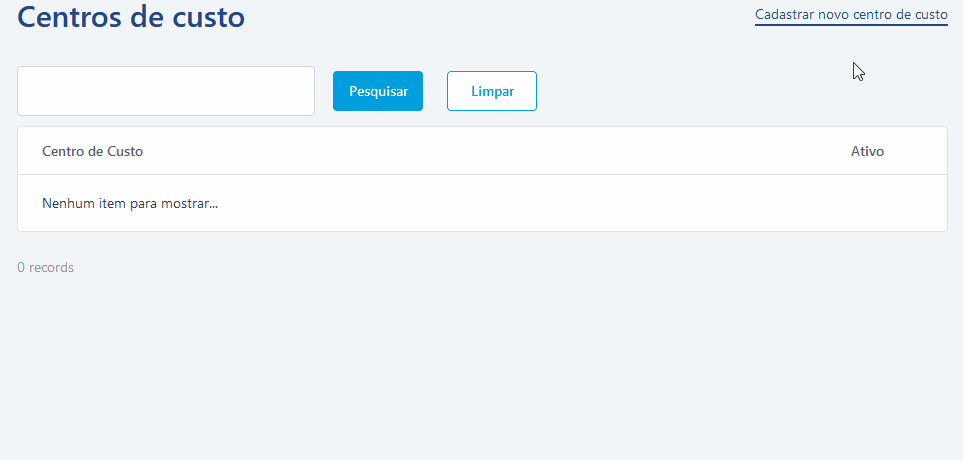 Centros de custo
Cadastrar novo centro de custo
Pesquisar
Limpar
Centro de Custo
Ativo
Nenhum item para mostrar...
0 records